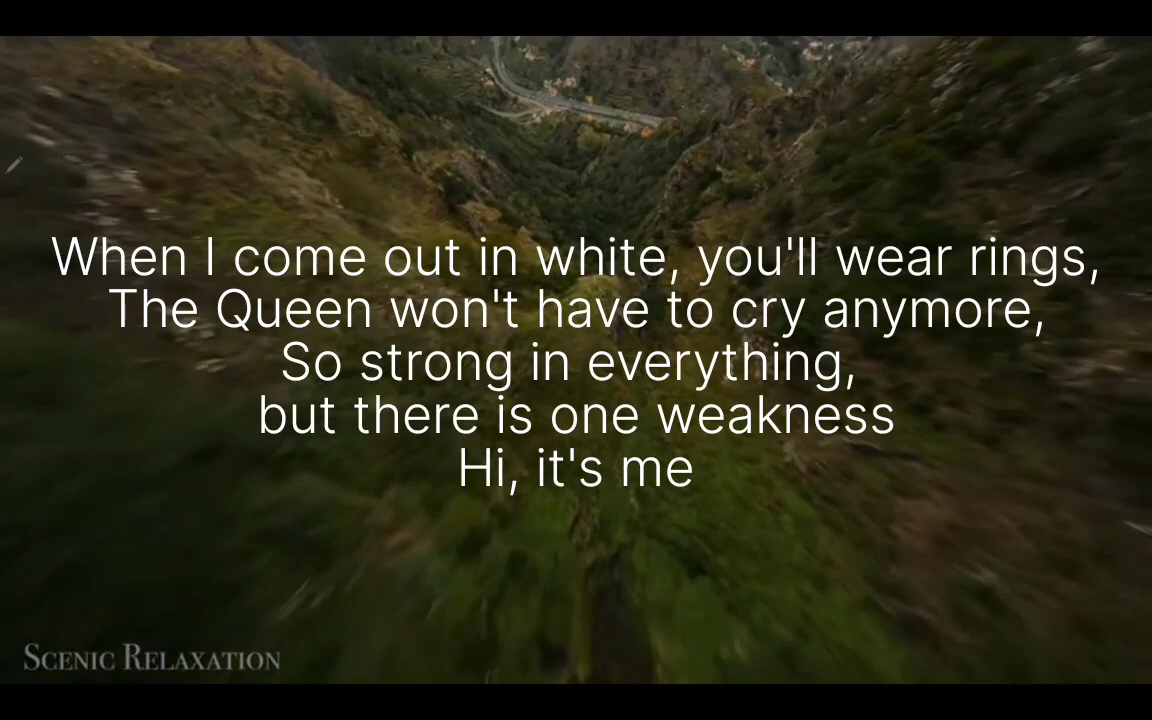 When I come out in white, you'll wear rings,
The Queen won't have to cry anymore,
So strong in everything,
but there is one weakness
Hi, it's me
SCENIC RELAXATION